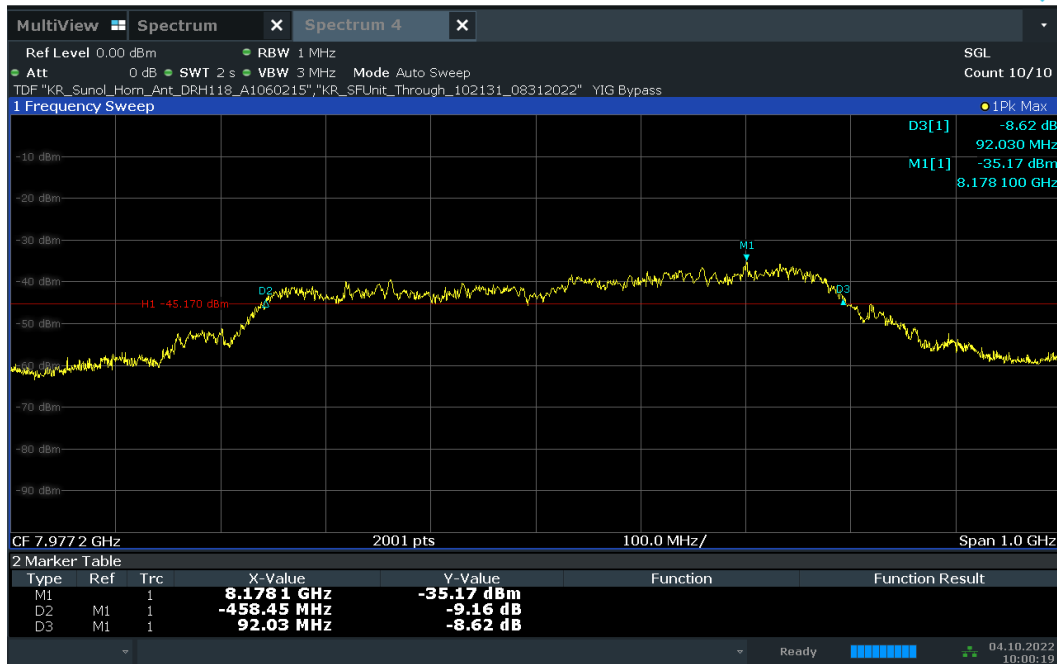 MultiView Spectrum X Spectrum 4 X
Ref Level 0.00 dBm RBW 1 MHz SGL
Att 0 dB SWT 2 s VBW 3 MHz Mode Auto Sweep Count 10/10
TDF "KR_Sunol_Horn_Ant_DRH118_A1060215","KR_SFUnit_Through_102131_08312022" YIG Bypass
1 Frequency Sweep 1Pk Max
D3[1] -8.62 dB
92.030 MHz
M1[1] -35.17 dBm
8.178 100 GHz
-10 dBm
-20 dBm
-30 dBm
M1
-40 dBm
D2
D3
H1 -45.170 dBm
-50 dBm
-60 dBm
-70 dBm
-80 dBm
-90 dBm
CF 7.9772 GHz 2001 pts 100.0 MHz/ Span 1.0 GHz
2 Marker Table
Type Ref Trc X-Value Y-Value Function Function Result
M1 1 8.1781 GHz -35.17 dBm
D2 M1 1 -458.45 MHz -9.16 dB
D3 M1 1 92.03 MHz -8.62 dB
Ready 04.10.2022
10:00:19